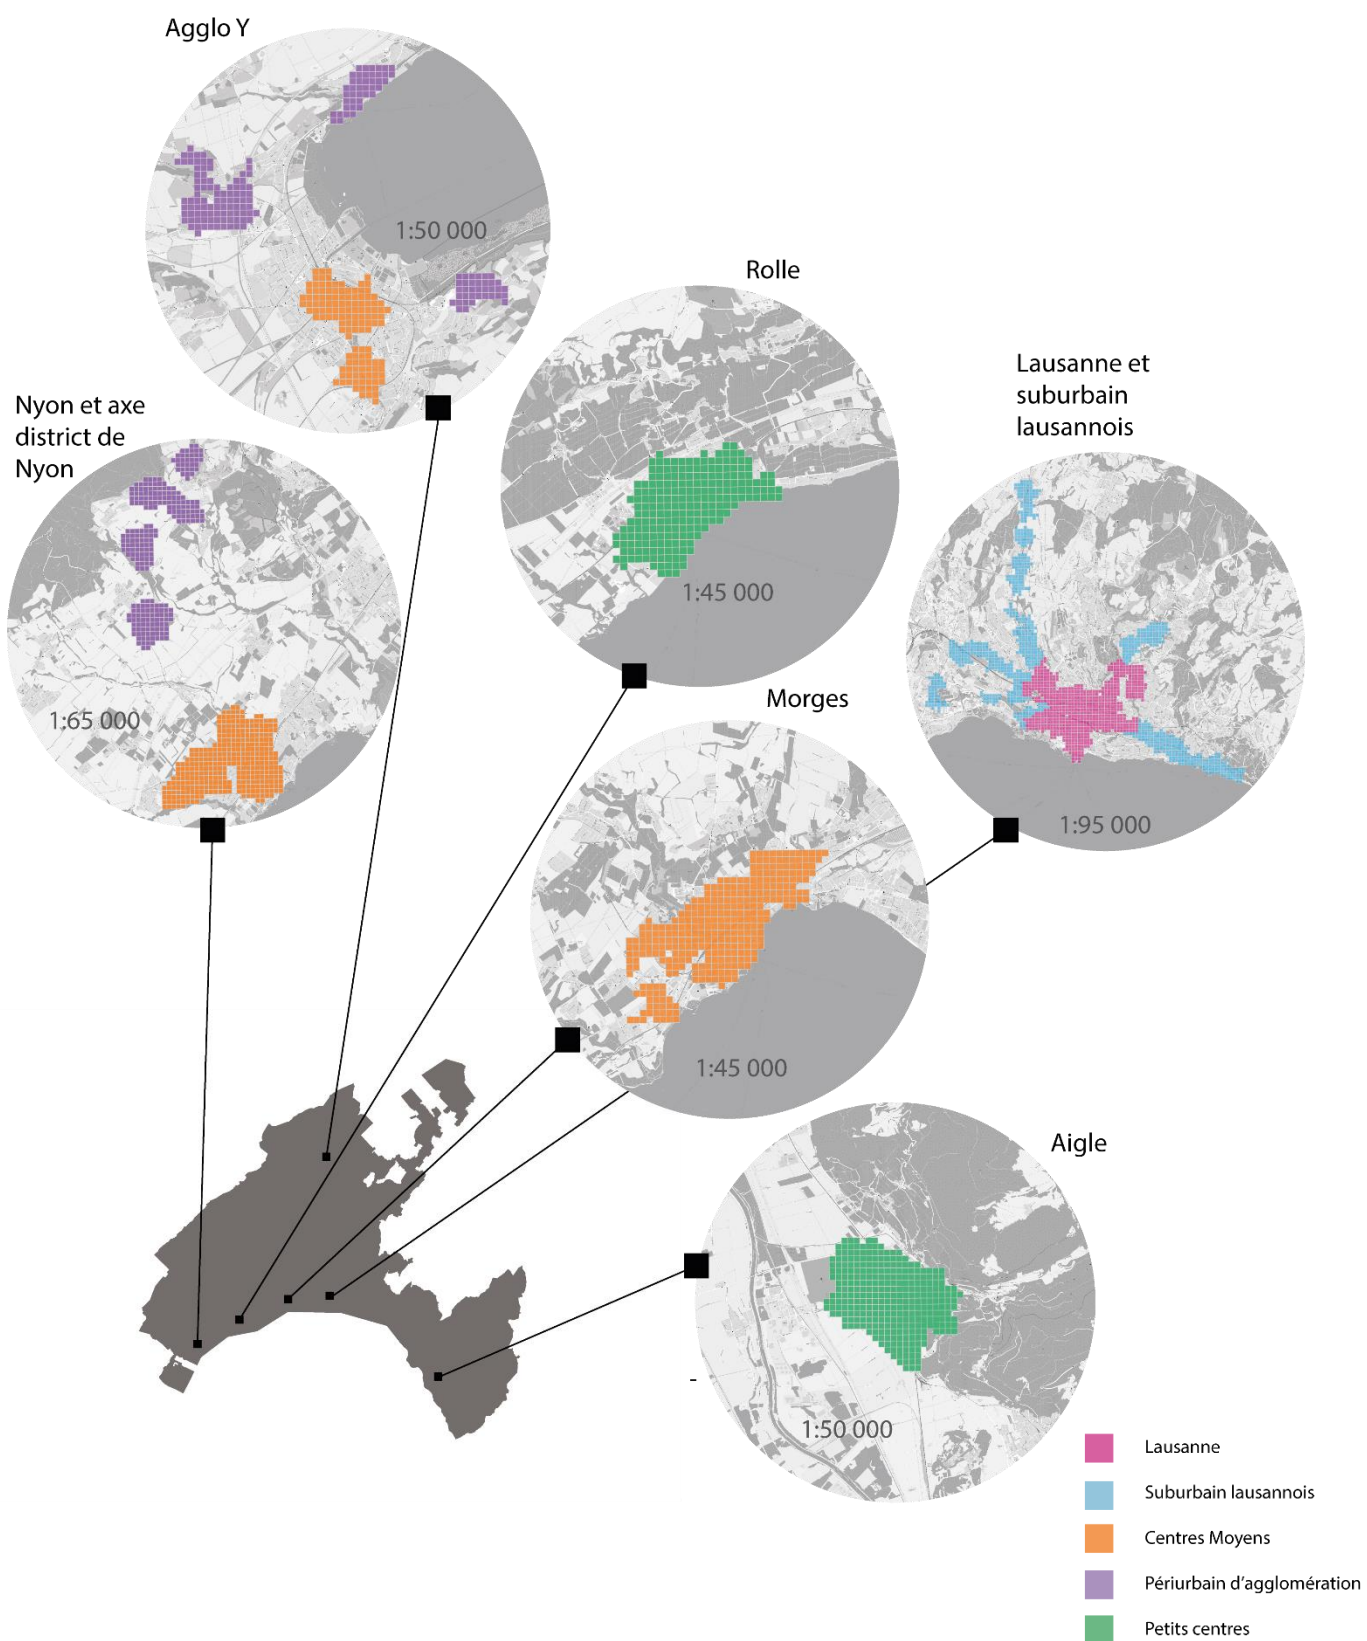 Agglo Y
1:50 000
Rolle
1:45 000
Lausanne et
suburbain
lausannois
1:95 000
Nyon et axe
district de
Nyon
1:65 000
Morges
1:45 000
Aigle
1:50 000
-
Lausanne
Suburbain lausannois
Centres Moyens
Périurbain d’agglomération
Petits centres